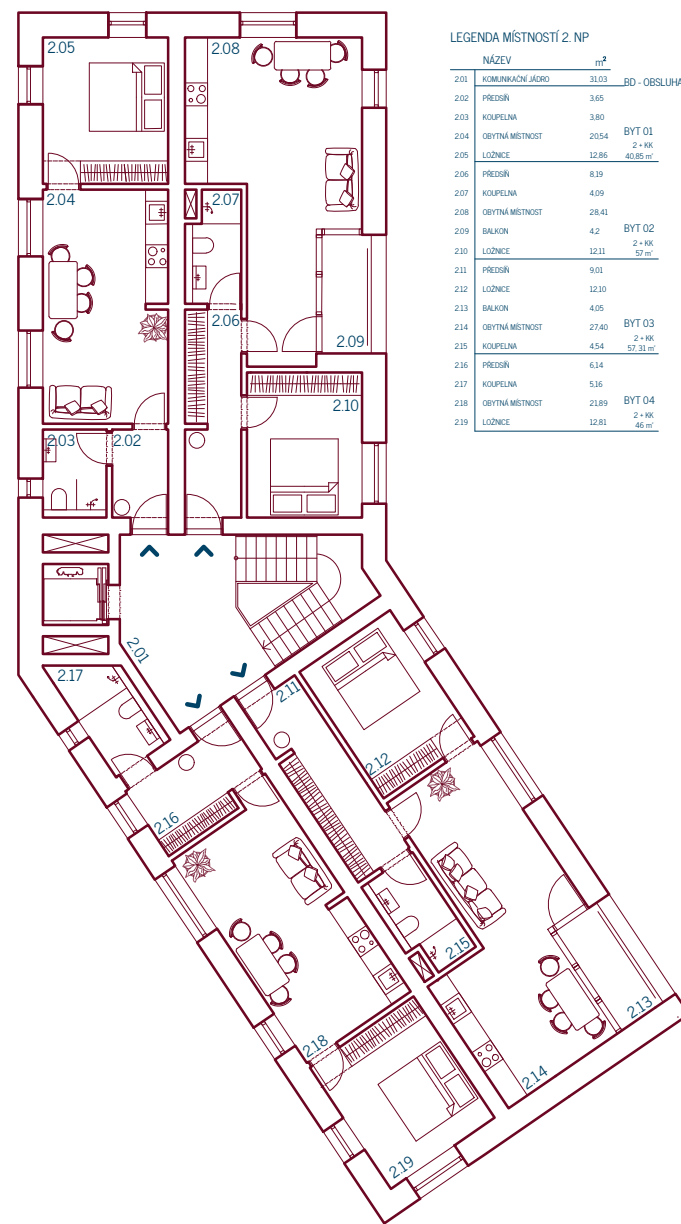 LEGENDA MÍSTNOSTÍ 2. NP
NÁZEV m²
2.01 KOMUNIKAČNÍ JÁDRO 31,03 BD - OBSLUHA
2.02 PŘEDSÍŇ 3,65
2.03 KOUPELNA 3,80
2.04 OBYTNÁ MÍSTNOST 20,54 BYT 01
2 + KK
2.05 LOŽNICE 12,86 40,85 m²
2.06 PŘEDSÍŇ 8,19
2.07 KOUPELNA 4,09
2.08 OBYTNÁ MÍSTNOST 28,41
2.09 BALKON 4,2 BYT 02
2 + KK
2.10 LOŽNICE 12,11 57 m²
2.11 PŘEDSÍŇ 9,01
2.12 LOŽNICE 12,10
2.13 BALKON 4,05
2.14 OBYTNÁ MÍSTNOST 27,40 BYT 03
2 + KK
2.15 KOUPELNA 4,54 57, 31 m²
2.16 PŘEDSÍŇ 6,14
2.17 KOUPELNA 5,16
2.18 OBYTNÁ MÍSTNOST 21,89 BYT 04
2 + KK
2.19 LOŽNICE 12,81 46 m²
2.05
2.08
2.04
2.07
2.06
2.09
2.10
2.03
2.02
2.01
2.17
2.11
2.12
2.16
2.15
2.13
2.18
2.14
2.19